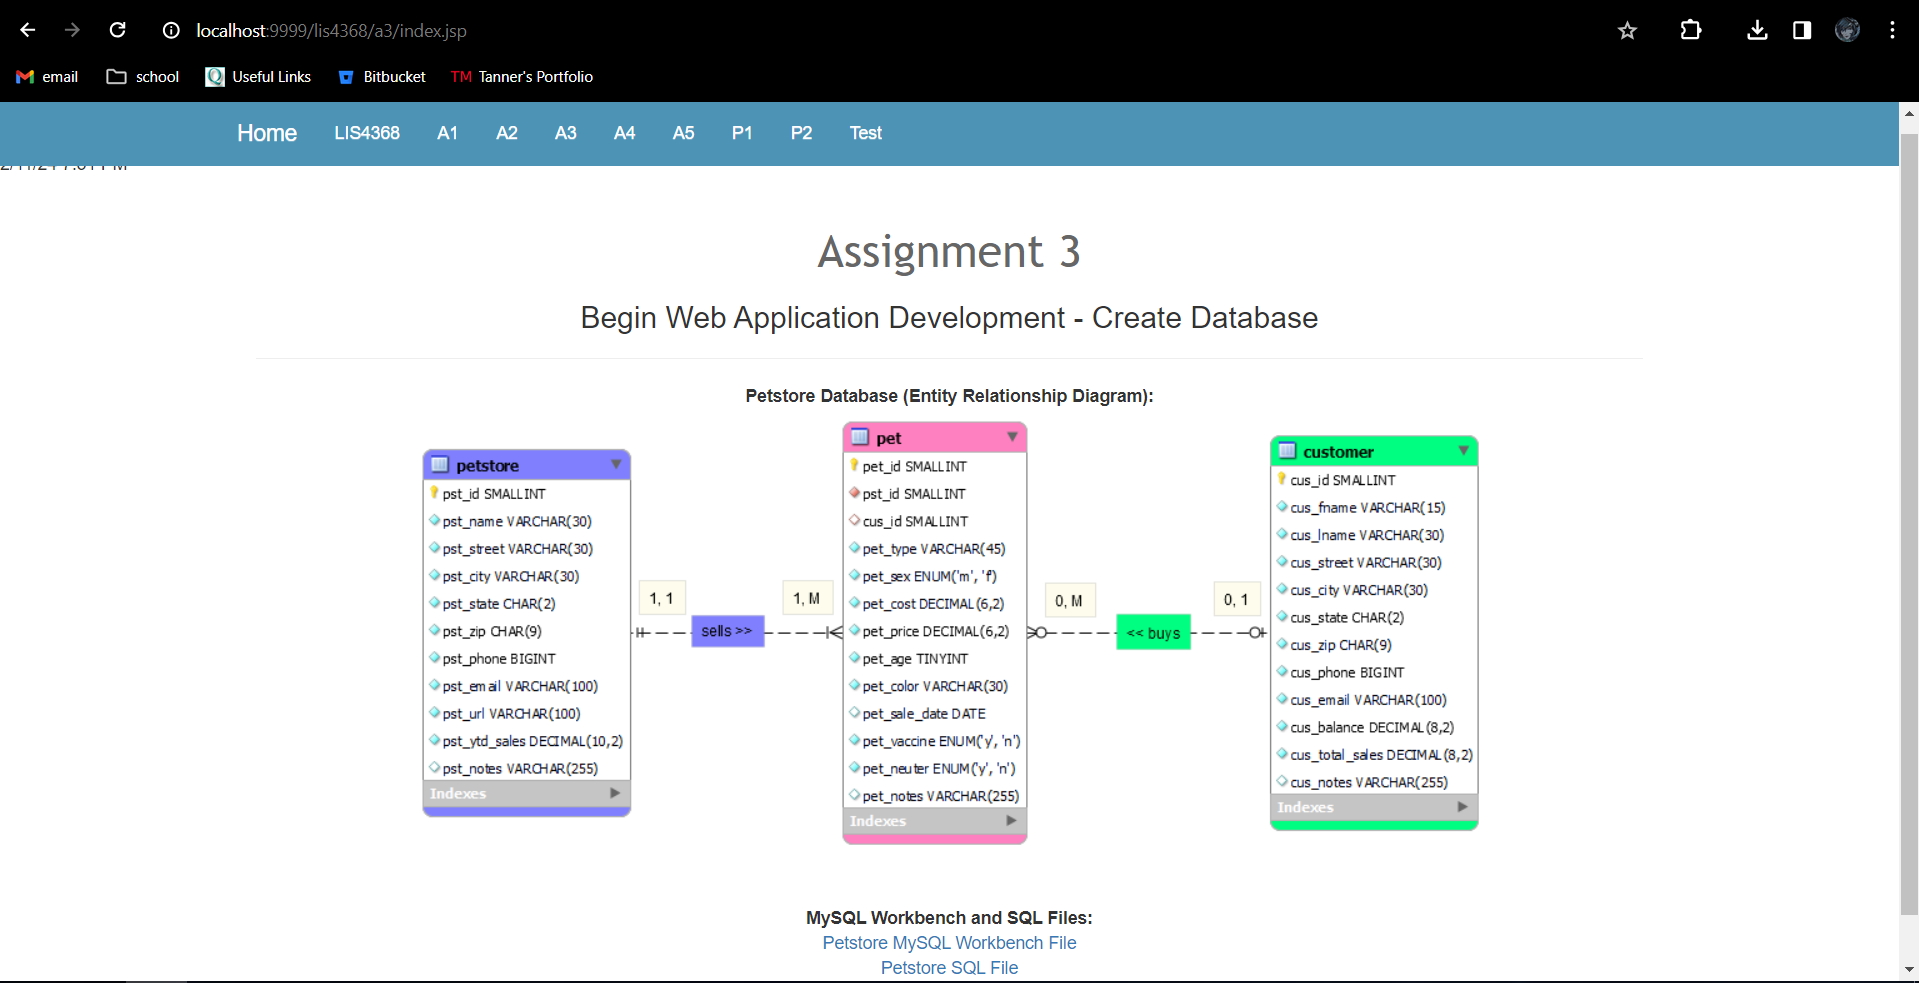 localhost:9999/lis4368/a3/index.jsp
email school Useful Links Bitbucket TM Tanner's Portfolio
Home LIS4368 A1 A2 A3 A4 A5 P1 P2 Test
Assignment 3
Begin Web Application Development - Create Database
Petstore Database (Entity Relationship Diagram):
petstore
pst_id SMALLINT
pst_name VARCHAR(30)
pst_street VARCHAR(30)
pst_city VARCHAR(30)
pst_state CHAR(2)
pst_zip CHAR(9)
pst_phone BIGINT
pst_email VARCHAR(100)
pst_url VARCHAR(100)
pst_ytd_sales DECIMAL(10,2)
pst_notes VARCHAR(255)
Indexes
1, 1
sells >>
1, M
pet
pet_id SMALLINT
pst_id SMALLINT
cus_id SMALLINT
pet_type VARCHAR(45)
pet_sex ENUM('m', 'f')
pet_cost DECIMAL(6,2)
pet_price DECIMAL(6,2)
pet_age TINYINT
pet_color VARCHAR(30)
pet_sale_date DATE
pet_vaccine ENUM('y', 'n')
pet_neuter ENUM('y', 'n')
pet_notes VARCHAR(255)
Indexes
0, M
<< buys
0, 1
customer
cus_id SMALLINT
cus_fname VARCHAR(15)
cus_lname VARCHAR(30)
cus_street VARCHAR(30)
cus_city VARCHAR(30)
cus_state CHAR(2)
cus_zip CHAR(9)
cus_phone BIGINT
cus_email VARCHAR(100)
cus_balance DECIMAL(8,2)
cus_total_sales DECIMAL(8,2)
cus_notes VARCHAR(255)
Indexes
MySQL Workbench and SQL Files:
Petstore MySQL Workbench File
Petstore SQL File